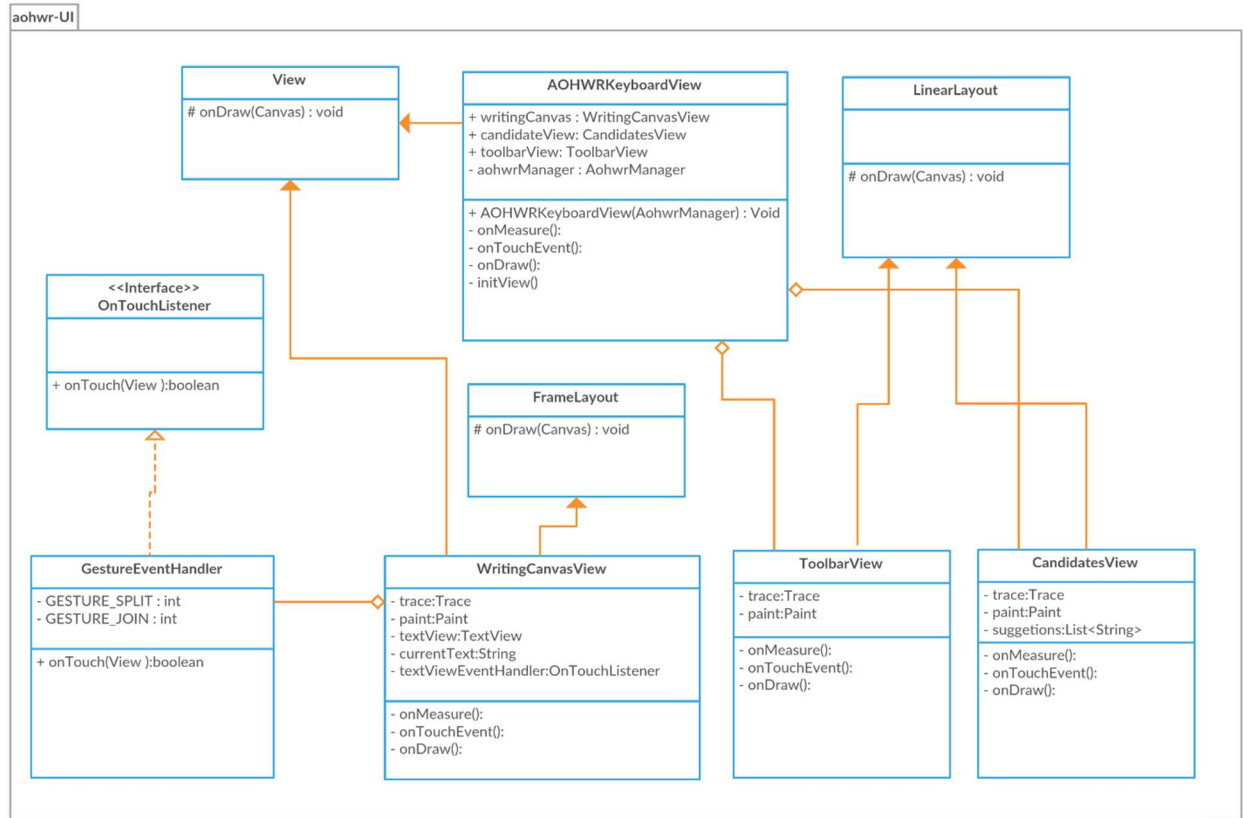 aohwr-UI
View
# onDraw(Canvas) : void
AOHWRKeyboardView
+ writingCanvas : WritingCanvasView
+ candidateView: CandidatesView
+ toolbarView: ToolbarView
- aohwrManager : AohwrManager
+ AOHWRKeyboardView(AohwrManager) : Void
- onMeasure():
- onTouchEvent():
- onDraw():
- initView()
LinearLayout
# onDraw(Canvas) : void
<<Interface>>
OnTouchListener
+ onTouch(View ):boolean
FrameLayout
# onDraw(Canvas) : void
GestureEventHandler
- GESTURE_SPLIT : int
- GESTURE_JOIN : int
+ onTouch(View ):boolean
WritingCanvasView
- trace:Trace
- paint:Paint
- textView:TextView
- currentText:String
- textViewEventHandler:OnTouchListener
- onMeasure():
- onTouchEvent():
- onDraw():
ToolbarView
- trace:Trace
- paint:Paint
- onMeasure():
- onTouchEvent():
- onDraw():
CandidatesView
- trace:Trace
- paint:Paint
- suggetions:List<String>
- onMeasure():
- onTouchEvent():
- onDraw():